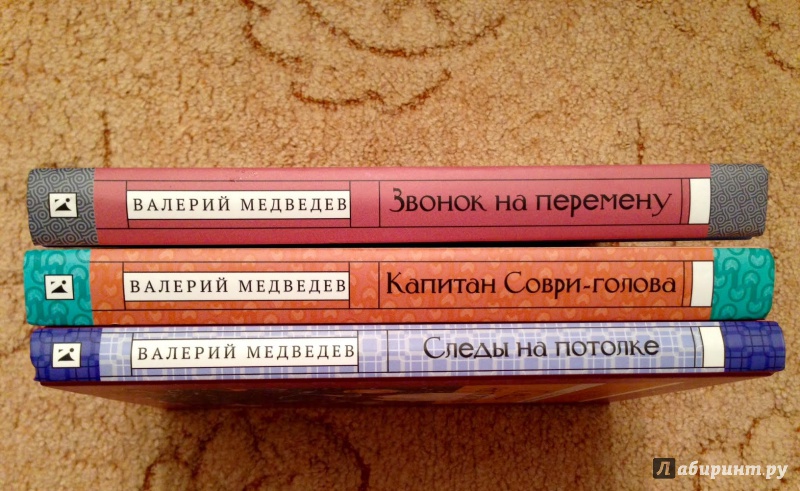 ВАЛЕРИЙ МЕДВЕДЕВ Звонок на перемену
ВАЛЕРИЙ МЕДВЕДЕВ Капитан Соври-голова
ВАЛЕРИЙ МЕДВЕДЕВ Следы на потолке
Лабиринт.ру